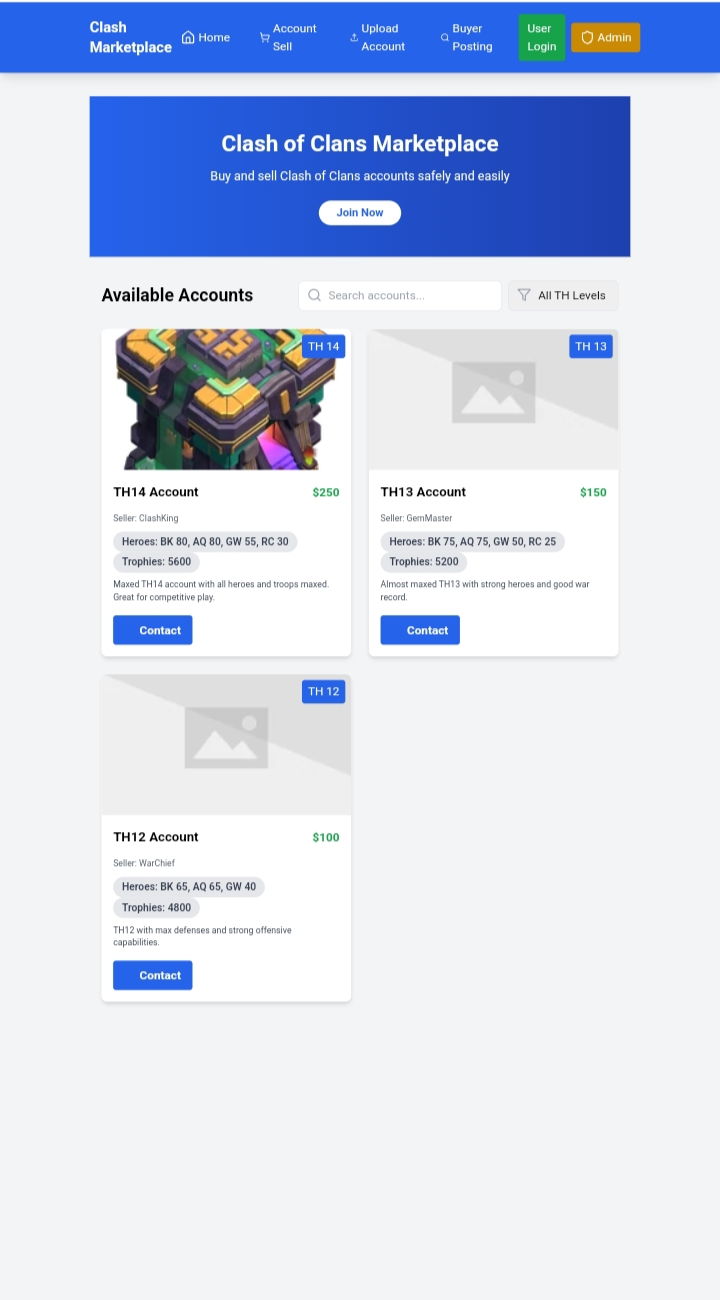 Clash
Marketplace
Home
Account
Sell
Upload
Account
Buyer
Posting
User
Login
Admin
Clash of Clans Marketplace
Buy and sell Clash of Clans accounts safely and easily
Join Now
Available Accounts
Search accounts...
All TH Levels
TH 14
TH14 Account
$250
Seller: ClashKing
Heroes: BK 80, AQ 80, GW 55, RC 30
Trophies: 5600
Maxed TH14 account with all heroes and troops maxed.
Great for competitive play.
Contact
TH 13
TH13 Account
$150
Seller: GemMaster
Heroes: BK 75, AQ 75, GW 50, RC 25
Trophies: 5200
Almost maxed TH13 with strong heroes and good war
record.
Contact
TH 12
TH12 Account
$100
Seller: WarChief
Heroes: BK 65, AQ 65, GW 40
Trophies: 4800
TH12 with max defenses and strong offensive
capabilities.
Contact